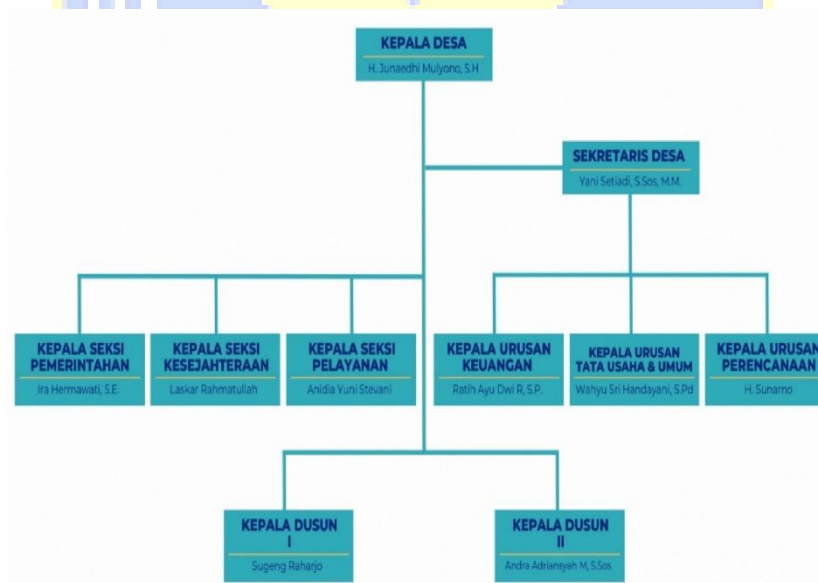 KEPALA DESA
H. Junaedhi Mulyono, S.H
SEKRETARIS DESA
Yani Setiadi, S.Sos, M.M.
KEPALA SEKSI
PEMERINTAHAN
Ira Hermawati, S.E.
KEPALA SEKSI
KESEJAHTERAAN
Laskar Rahmatullah
KEPALA SEKSI
PELAYANAN
Anidia Yuni Stevani
KEPALA URUSAN
KEUANGAN
Ratih Ayu Dwi R, S.P.
KEPALA URUSAN
TATA USAHA & UMUM
Wahyu Sri Handayani, S.Pd
KEPALA URUSAN
PERENCANAAN
H. Sunarno
KEPALA DUSUN
I
Sugeng Raharjo
KEPALA DUSUN
II
Andra Adriansyah M, S.Sos